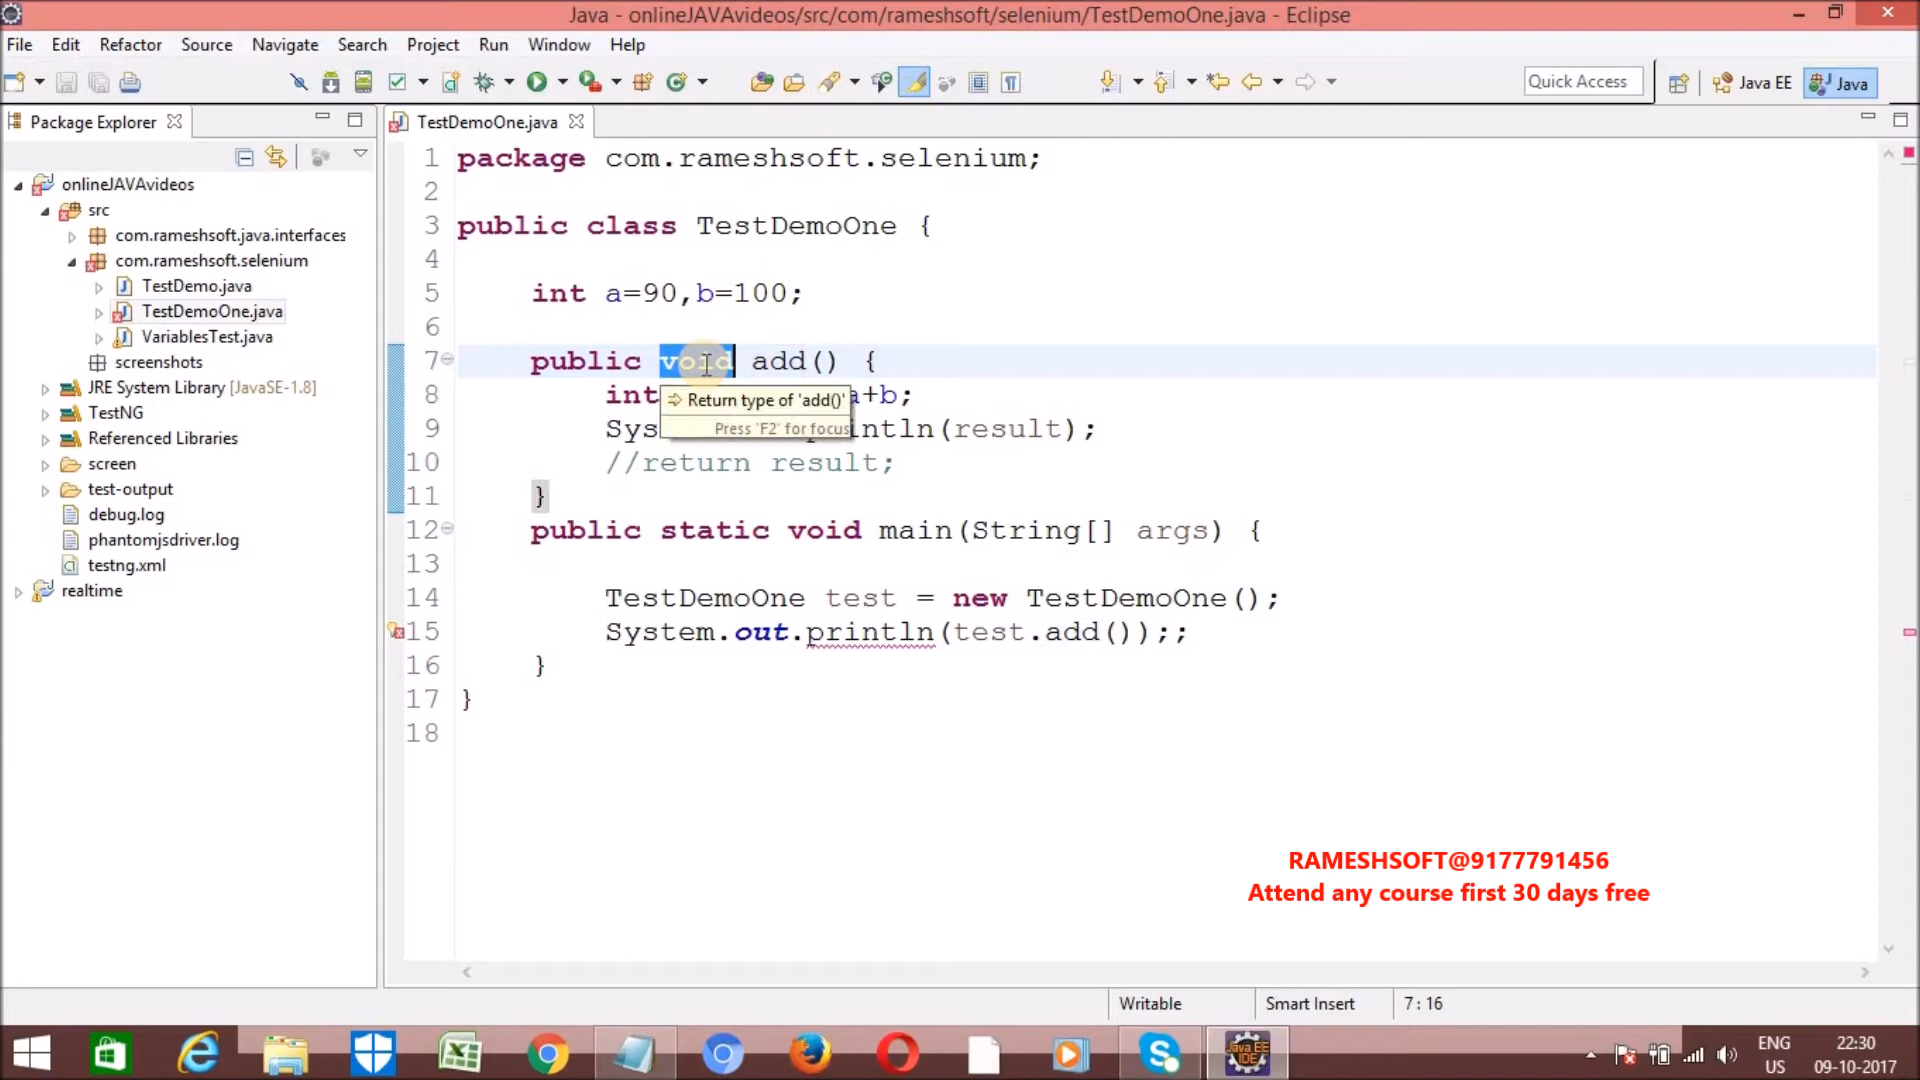 Java - onlineJAVAvideos/src/com/rameshsoft/selenium/TestDemoOne.java - Eclipse
File Edit Refactor Source Navigate Search Project Run Window Help
Quick Access Java EE Java
Package Explorer
TestDemoOne.java
onlineJAVAvideos
src
com.rameshsoft.java.interfaces
com.rameshsoft.selenium
TestDemo.java
TestDemoOne.java
VariablesTest.java
screenshots
JRE System Library [JavaSE-1.8]
TestNG
Referenced Libraries
screen
test-output
debug.log
phantomjsdriver.log
testng.xml
realtime
1 package com.rameshsoft.selenium;
2
3 public class TestDemoOne {
4
5 int a=90,b=100;
6
7 public void add() {
8 int a+b;
9 Sys intln(result);
10 //return result;
11 }
12 public static void main(String[] args) {
13
14 TestDemoOne test = new TestDemoOne();
15 System.out.println(test.add());;
16 }
17 }
18
Return type of 'add()'
Press 'F2' for focus
RAMESHSOFT@9177791456
Attend any course first 30 days free
Writable Smart Insert 7 : 16
Java EE
IDE
ENG
US
22:30
09-10-2017